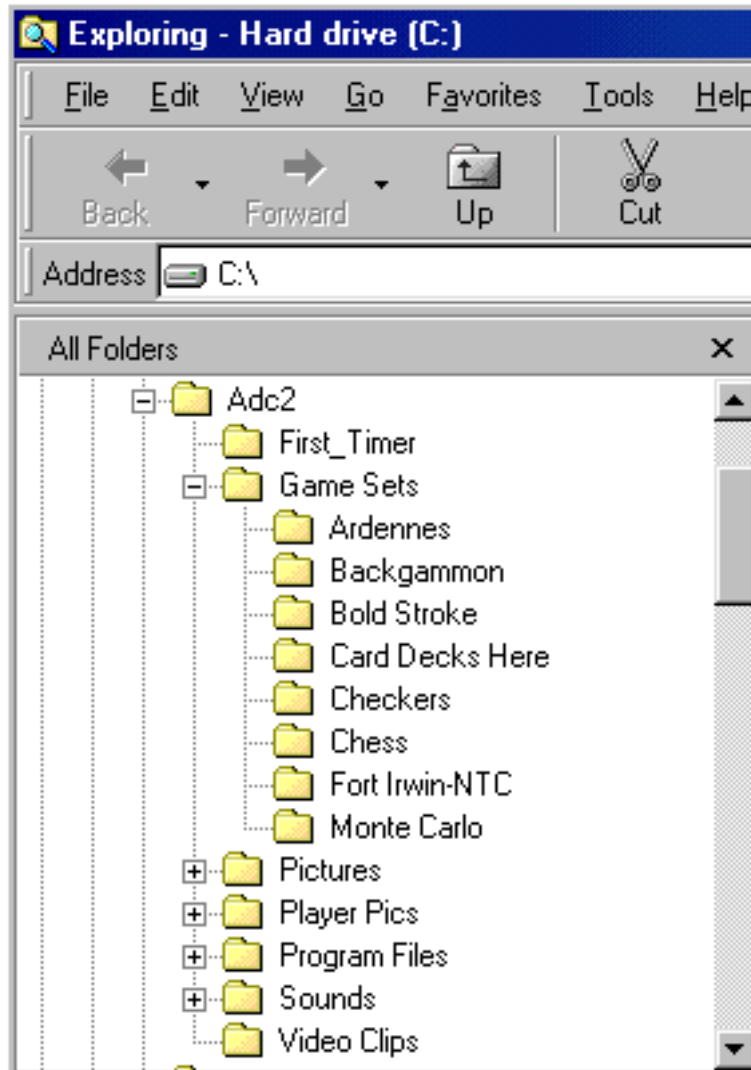 Exploring - Hard drive (C:)
File Edit View Go Favorites Tools Help
Back Forward Up Cut
Address C:\
All Folders
Adc2
First_Timer
Game Sets
Ardennes
Backgammon
Bold Stroke
Card Decks Here
Checkers
Chess
Fort Irwin-NTC
Monte Carlo
Pictures
Player Pics
Program Files
Sounds
Video Clips